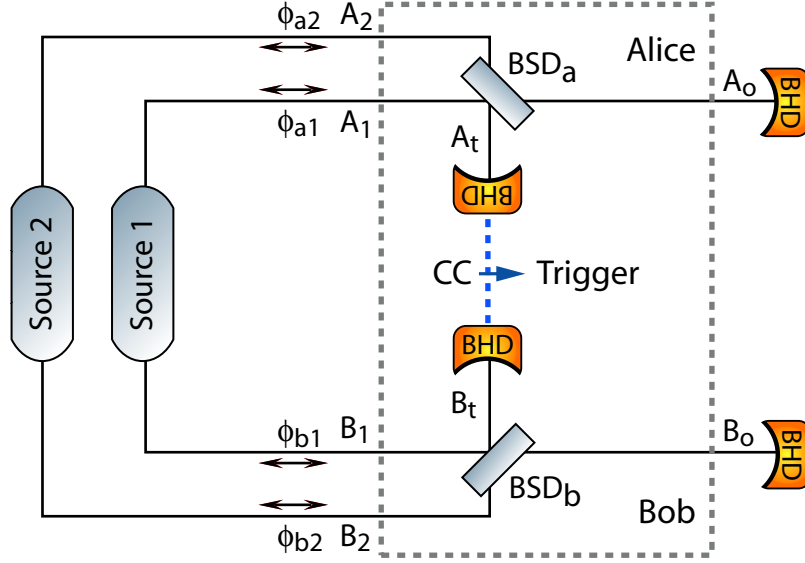 ϕa2 A2
BSDa
Alice
Ao
BHD
ϕa1 A1
At
BHD
Source 2
Source 1
CC
Trigger
BHD
Bt
ϕb1 B1
Bo
BHD
BSDb
Bob
ϕb2 B2